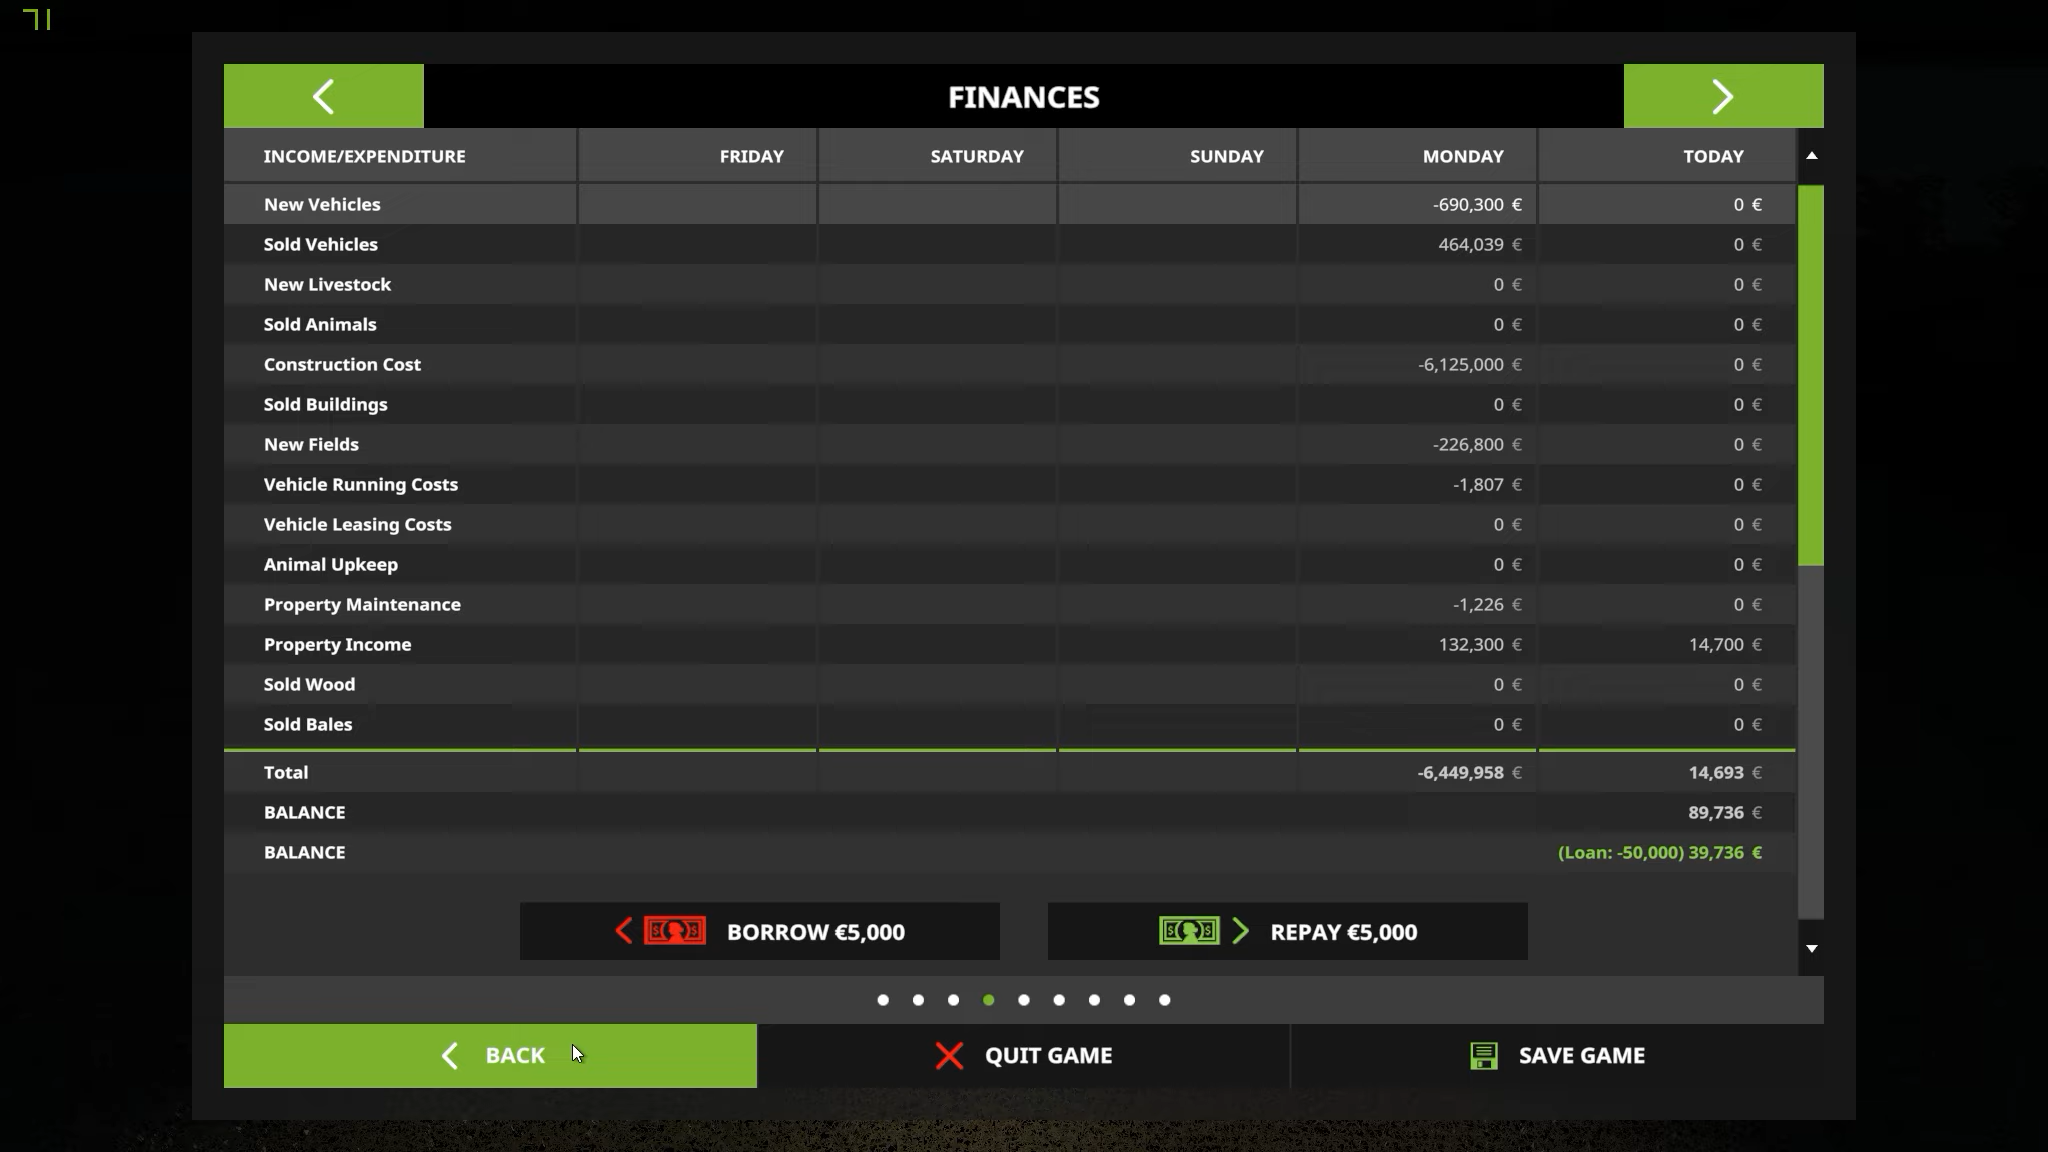 71
FINANCES
INCOME/EXPENDITURE FRIDAY SATURDAY SUNDAY MONDAY TODAY
New Vehicles -690,300 € 0 €
Sold Vehicles 464,039 € 0 €
New Livestock 0 € 0 €
Sold Animals 0 € 0 €
Construction Cost -6,125,000 € 0 €
Sold Buildings 0 € 0 €
New Fields -226,800 € 0 €
Vehicle Running Costs -1,807 € 0 €
Vehicle Leasing Costs 0 € 0 €
Animal Upkeep 0 € 0 €
Property Maintenance -1,226 € 0 €
Property Income 132,300 € 14,700 €
Sold Wood 0 € 0 €
Sold Bales 0 € 0 €
Total -6,449,958 € 14,693 €
BALANCE 89,736 €
BALANCE (Loan: -50,000) 39,736 €
BORROW €5,000 REPAY €5,000
BACK QUIT GAME SAVE GAME